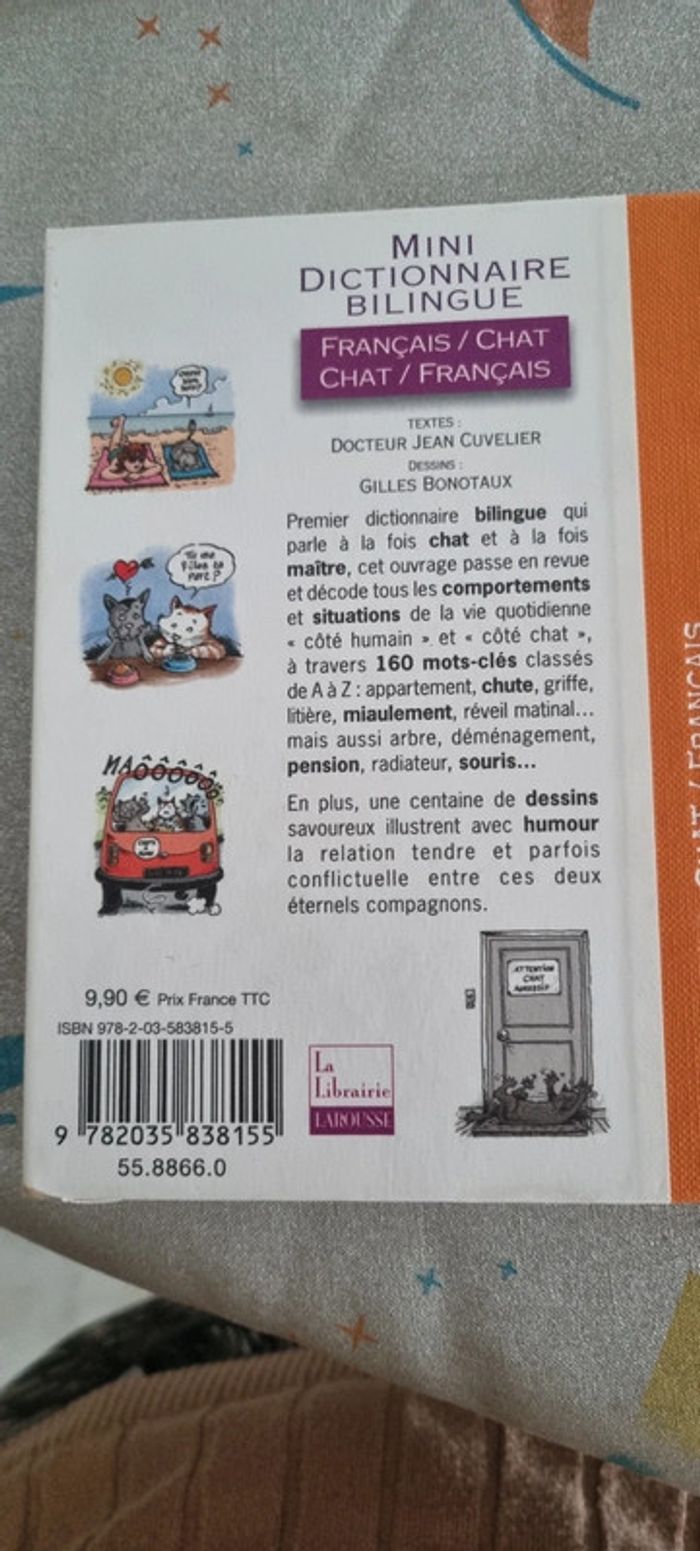 MINI
DICTIONNAIRE
BILINGUE
FRANÇAIS / CHAT
CHAT / FRANÇAIS
TEXTES :
DOCTEUR JEAN CUVELIER
DESSINS :
GILLES BONOTAUX
Premier dictionnaire bilingue qui
parle à la fois chat et à la fois
maître, cet ouvrage passe en revue
et décode tous les comportements
et situations de la vie quotidienne
« côté humain » et « côté chat »,
à travers 160 mots-clés classés
de A à Z : appartement, chute, griffe,
litière, miaulement, réveil matinal...
mais aussi arbre, déménagement,
pension, radiateur, souris...
En plus, une centaine de dessins
savoureux illustrent avec humour
la relation tendre et parfois
conflictuelle entre ces deux
éternels compagnons.
MAÔÔÔÔÔÔ
ATTENTION
CHAT
9,90 € Prix France TTC
ISBN 978-2-03-583815-5
9 782035 838155
55.8866.0
La
Librairie
LAROUSSE
/ FRANÇAIS